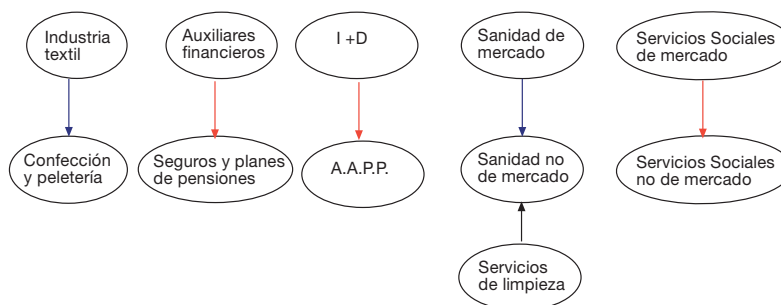 Industria
textil
Auxiliares
financieros
I +D
Sanidad de
mercado
Servicios Sociales
de mercado
Confección
y peletería
Seguros y planes
de pensiones
A.A.P.P.
Sanidad no
de mercado
Servicios Sociales
no de mercado
Servicios
de limpieza